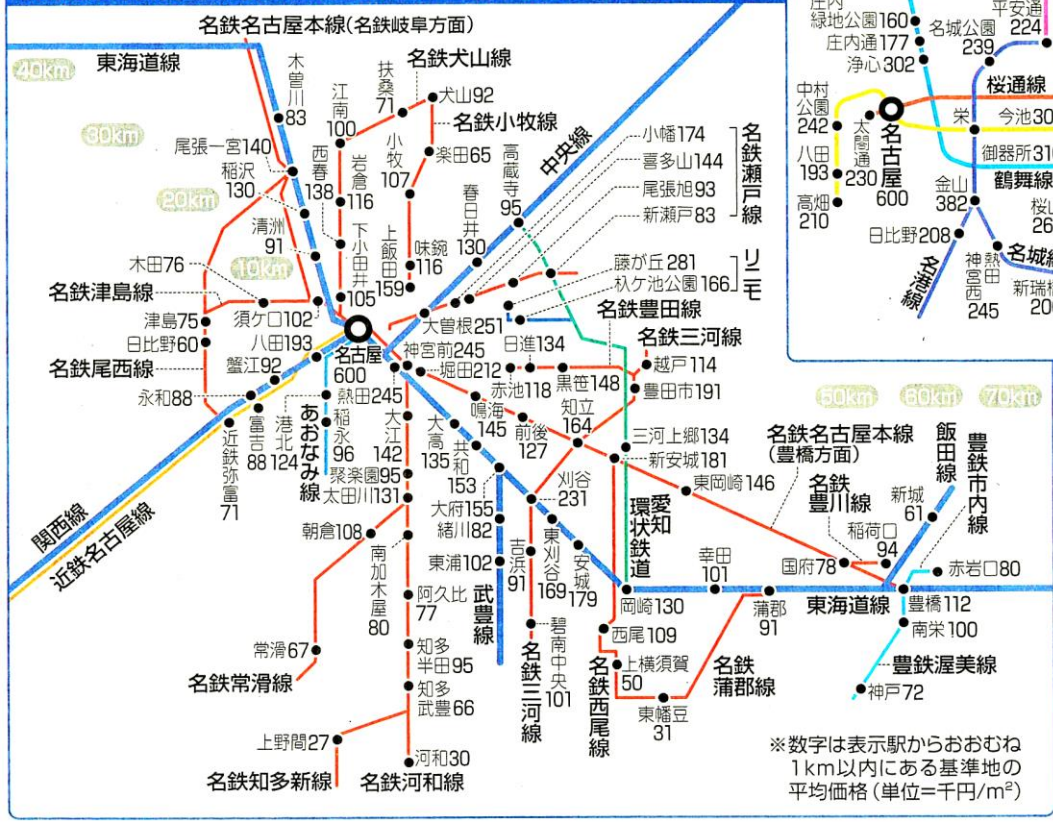 名鉄名古屋本線(名鉄岐阜方面)
東海道線
40km
30km
20km
10km
木曽川
83
尾張一宮140
稲沢
130
清洲
91
木田76
名鉄津島線
津島75
日比野60
名鉄尾西線
須ケ口102
八田193
蟹江92
永和88
富吉
88
近鉄弥富
71
関西線
近鉄名古屋線
港北
124
稲永
96
あおなみ線
名古屋
600
江南
100
扶桑
71
名鉄犬山線
犬山92
名鉄小牧線
西春
138
岩倉
116
下小田井
105
小牧
107
楽田65
上飯田
159
味鋺
116
春日井
130
高蔵寺
95
中央線
小幡174
喜多山144
尾張旭93
新瀬戸83
名鉄瀬戸線
藤が丘281
杁ケ池公園166
リニモ
大曽根251
名鉄豊田線
日進134
赤池118
黒笹148
名鉄三河線
越戸114
豊田市191
神宮前245
堀田212
熱田245
鳴海
145
前後
127
知立
164
三河上郷134
新安城181
東岡崎146
名鉄名古屋本線
(豊橋方面)
50km
60km
70km
飯田線
豊鉄市内線
名鉄
豊川線
新城
61
稲荷口
94
国府78
赤岩口80
大江
142
大高
135
共和
153
聚楽園95
太田川131
朝倉108
南加木屋
80
大府155
緒川82
東浦102
武豊線
刈谷
231
吉浜
91
東刈谷
169
安城
179
愛知
環状鉄道
岡崎130
幸田
101
蒲郡
91
東海道線
豊橋112
南栄100
豊鉄渥美線
神戸72
阿久比
77
知多
半田95
知多
武豊66
常滑67
名鉄常滑線
上野間27
名鉄知多新線
河和30
名鉄河和線
碧南中央
101
名鉄三河線
西尾109
上横須賀
50
名鉄西尾線
東幡豆
31
名鉄
蒲郡線
庄内
緑地公園160
庄内通177
浄心302
平安通
224
名城公園
239
桜通線
中村
公園
242
八田
193
高畑
210
太閤通
230
名古屋
600
栄
今池30
御器所31
鶴舞線
金山
382
日比野208
名港線
熱田
神宮西
245
名城線
桜山
26
新瑞橋
20
※数字は表示駅からおおむね
1km以内にある基準地の
平均価格(単位=千円/m²)